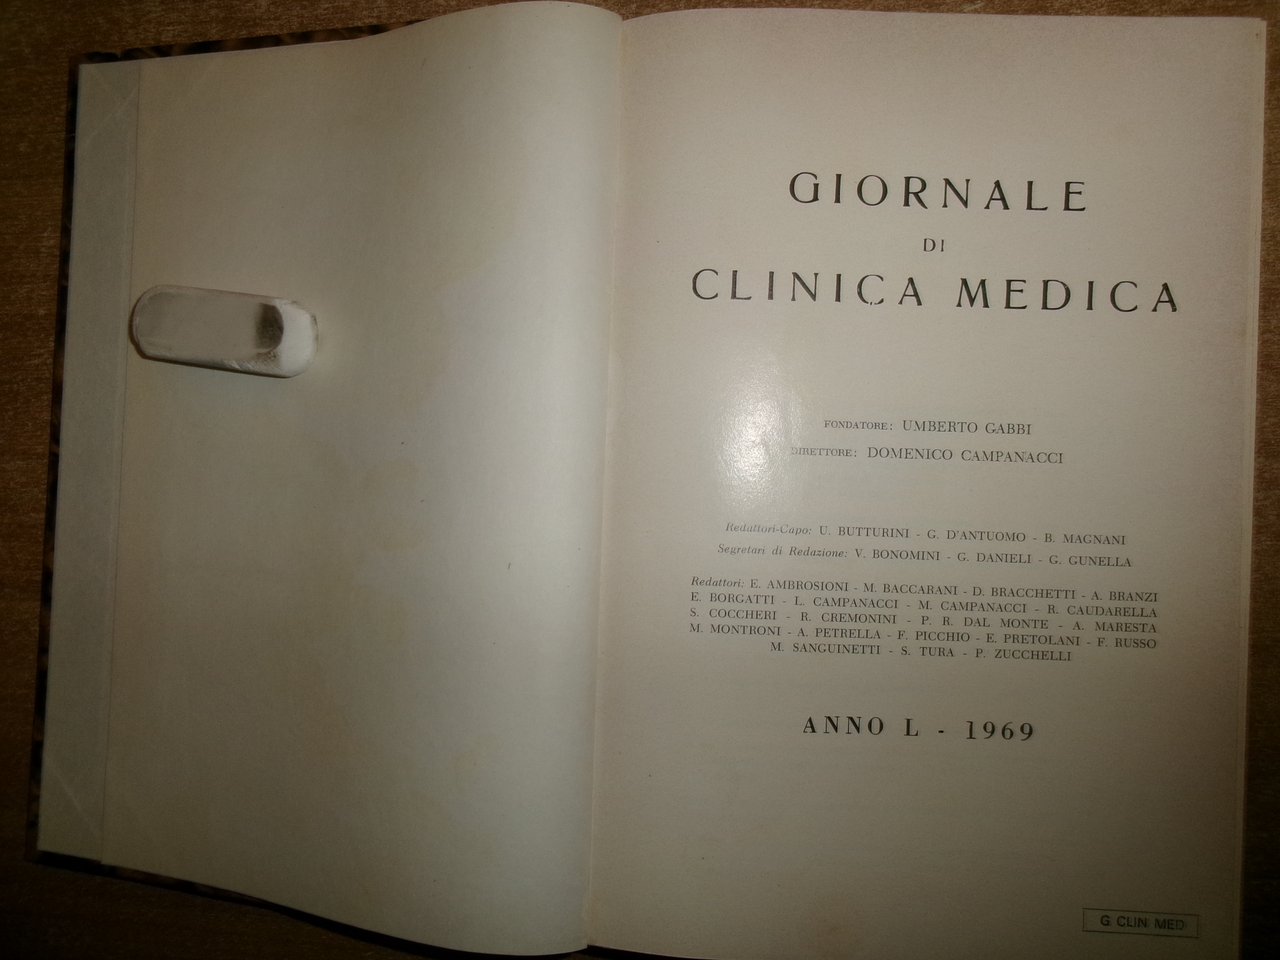 GIORNALE
DI
CLINICA MEDICA
FONDATORE: UMBERTO GABBI
DIRETTORE: DOMENICO CAMPANACCI
Redattori-Capo: U. BUTTURINI - G. D'ANTUOMO - B. MAGNANI
Segretari di Redazione: V. BONOMINI - G. DANIELI - G. GUNELLA
Redattori: E. AMBROSIONI - M. BACCARANI - D. BRACCHETTI - A. BRANZI
E. BORGATTI - L. CAMPANACCI - M. CAMPANACCI - R. CAUDARELLA
S. COCCHERI - R. CREMONINI - P. R. DAL MONTE - A. MARESTA
M. MONTRONI - A. PETRELLA - F. PICCHIO - E. PRETOLANI - F. RUSSO
M. SANGUINETTI - S. TURA - P. ZUCCHELLI
ANNO L - 1969
G. CLIN. MED.